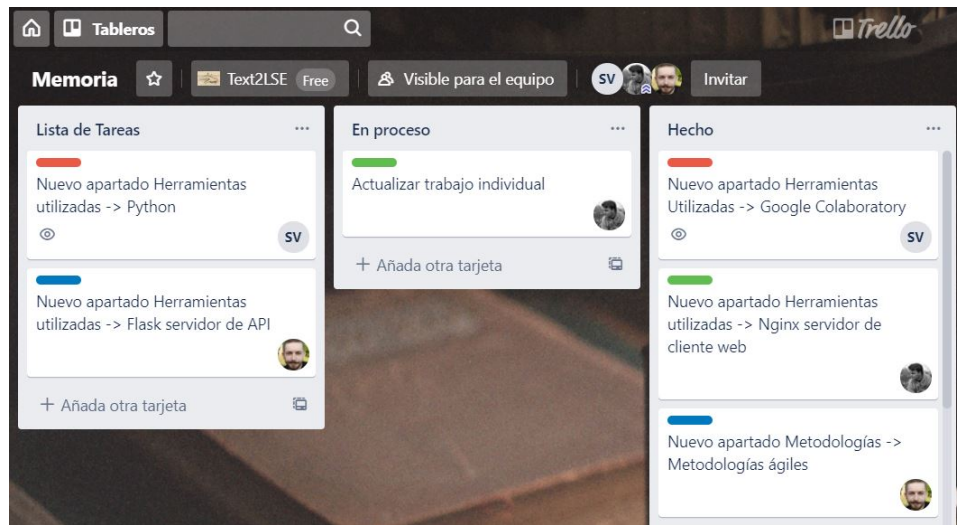 Tableros
Trello
Memoria
Text2LSE Free
Visible para el equipo
SV
Invitar
Lista de Tareas
Nuevo apartado Herramientas
utilizadas -> Python
SV
Nuevo apartado Herramientas
utilizadas -> Flask servidor de API
+ Añada otra tarjeta
En proceso
Actualizar trabajo individual
+ Añada otra tarjeta
Hecho
Nuevo apartado Herramientas
Utilizadas -> Google Colaboratory
SV
Nuevo apartado Herramientas
utilizadas -> Nginx servidor de
cliente web
Nuevo apartado Metodologías ->
Metodologías ágiles